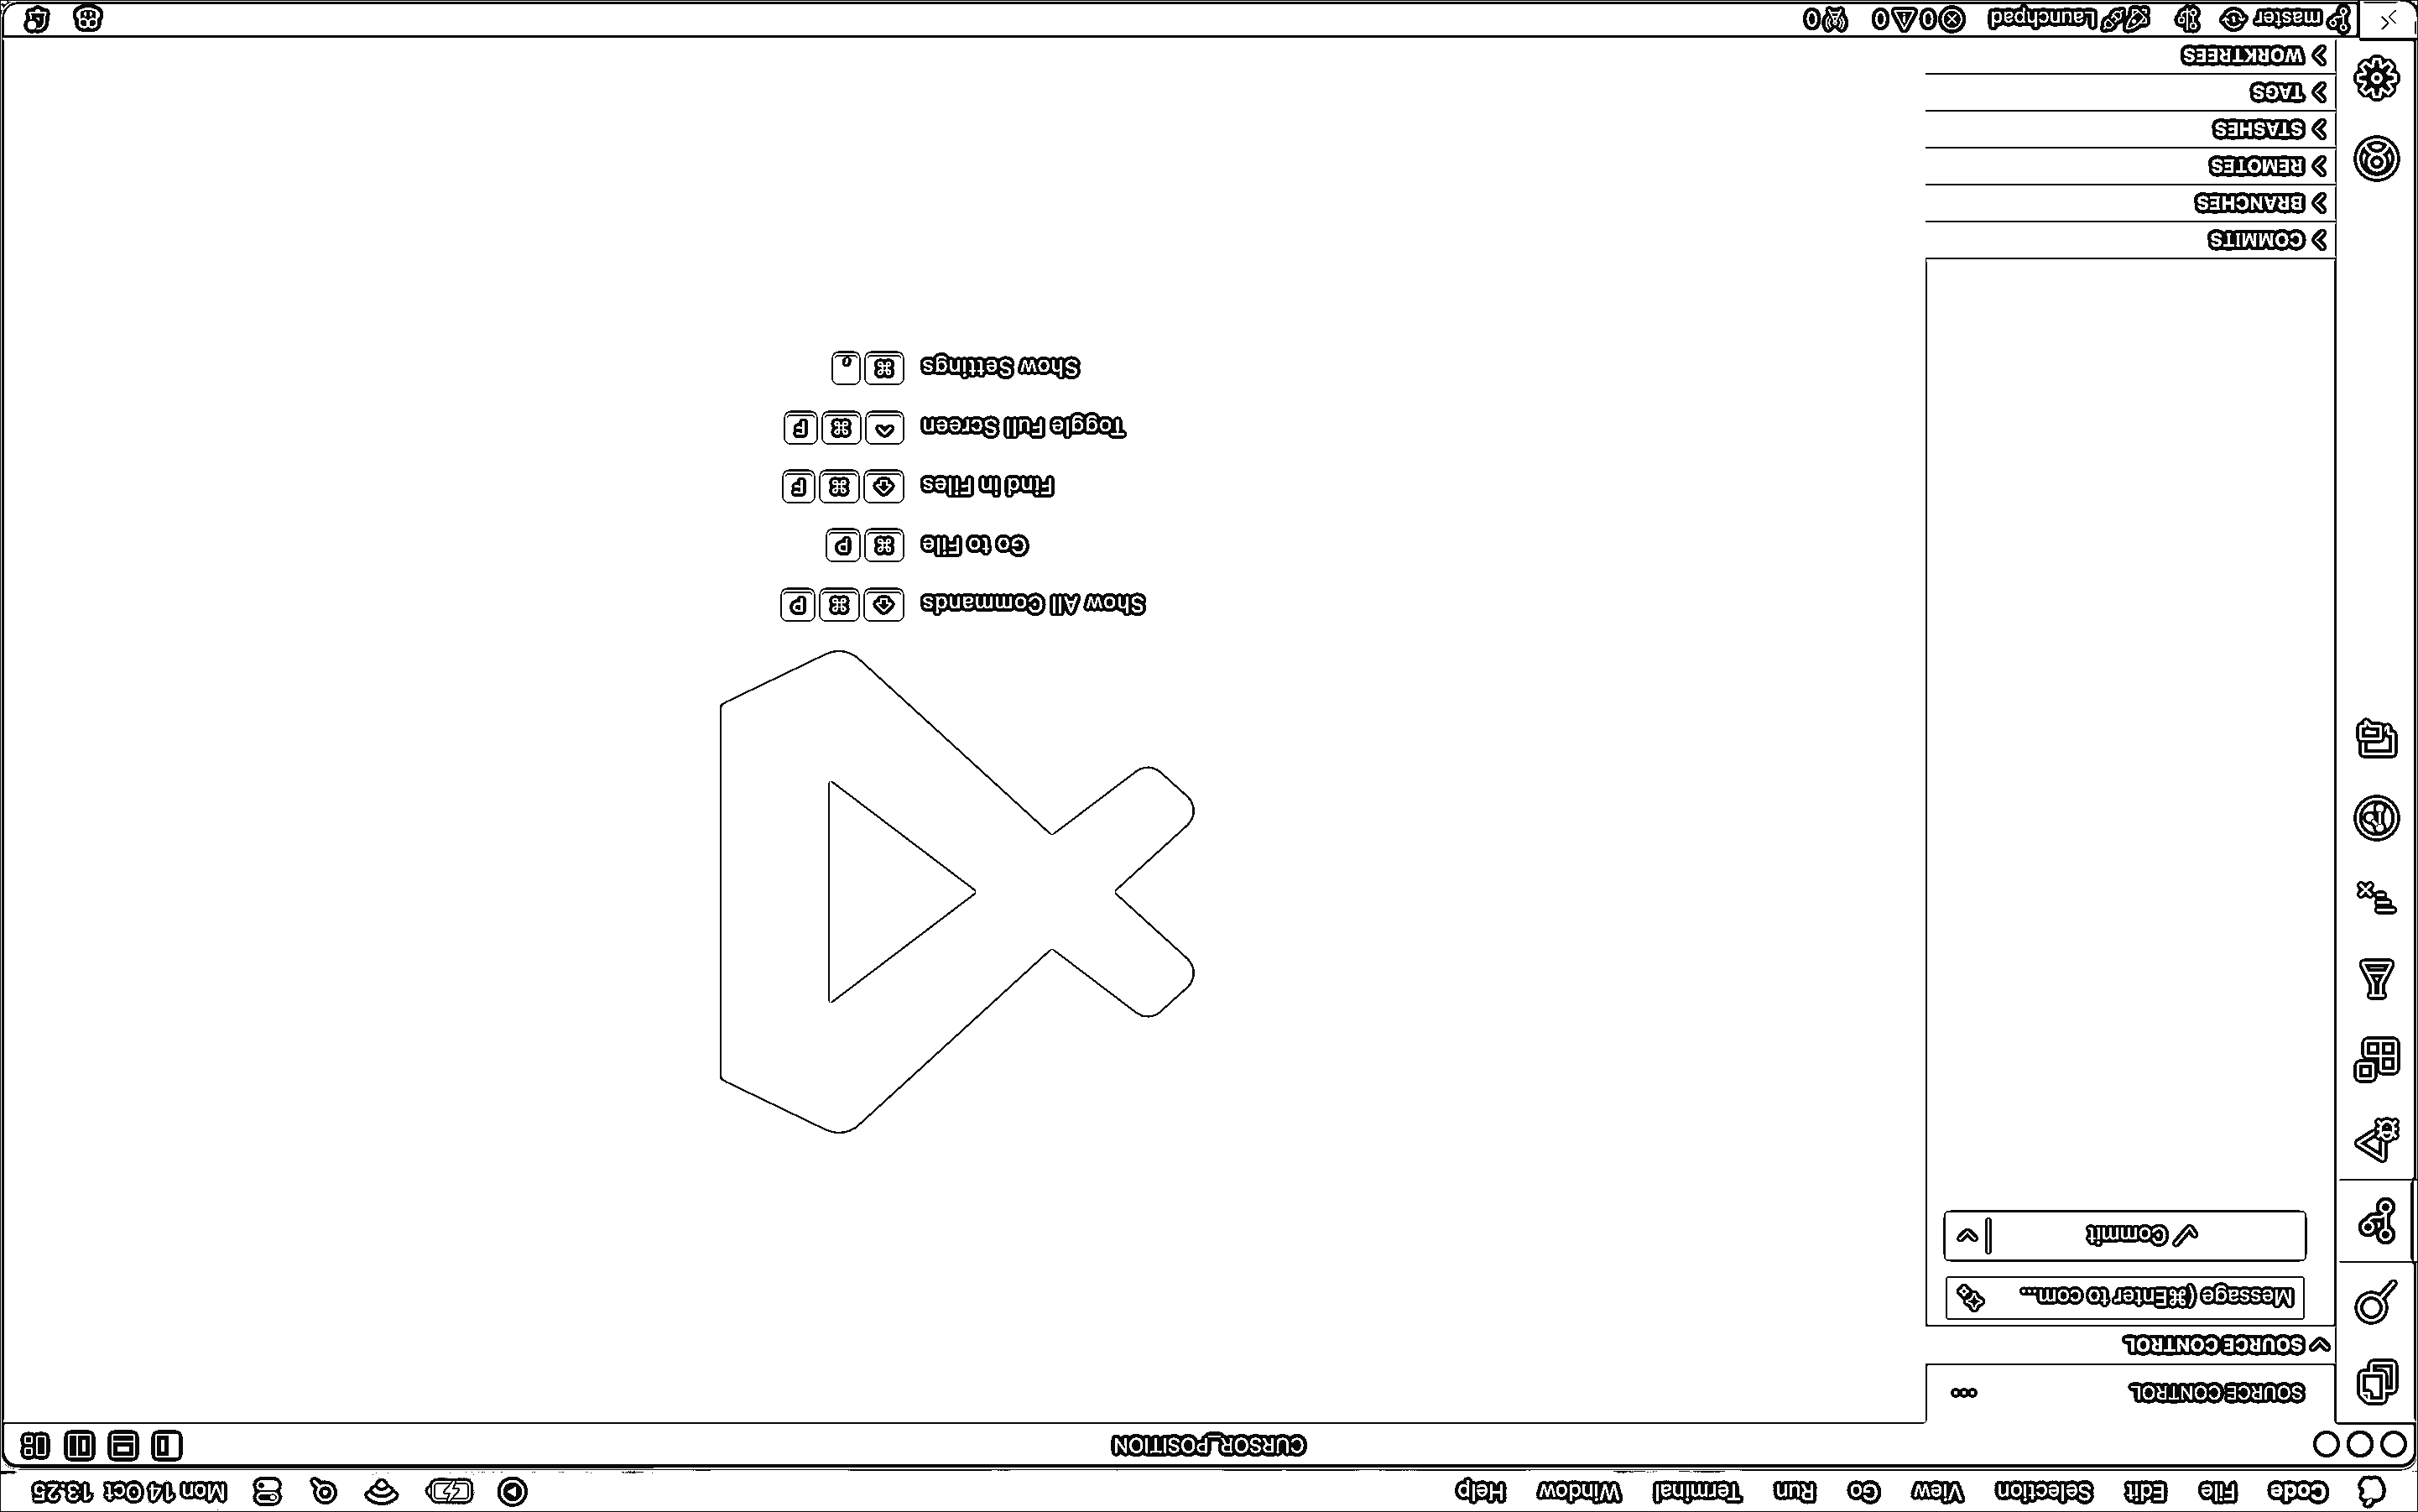 Code File Edit Selection View Go Run Terminal Window Help Mon 14 Oct 13.25
CURSOR_POSITION
SOURCE CONTROL
SOURCE CONTROL
Message (⌘Enter to com...
Commit
Show All Commands ⇧ ⌘ P
Go to File ⌘ P
Find in Files ⇧ ⌘ F
Toggle Full Screen ^ ⌘ F
Show Settings ⌘ ,
COMMITS
BRANCHES
REMOTES
STASHES
TAGS
WORKTREES
master Launchpad 0 0 0